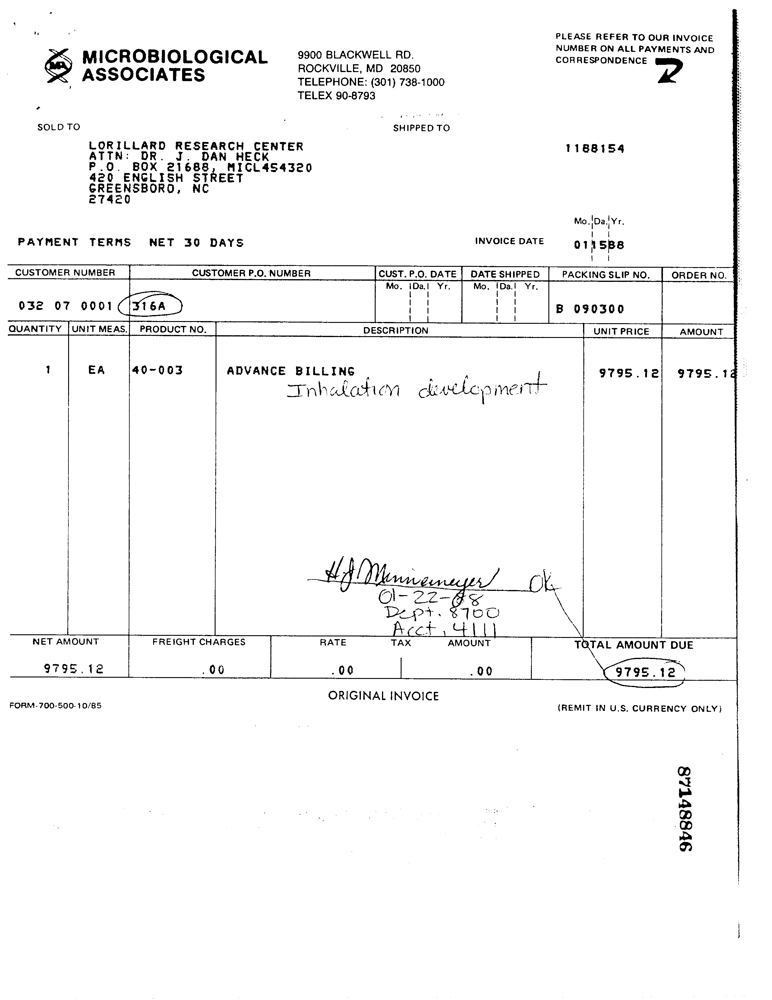 PLEASE REFER TO OUR INVOICE
NUMBER ON ALL PAYMENTS AND
CORRESPONDENCE
MICROBIOLOGICAL
ASSOCIATES
9900 BLACKWELL RD.
ROCKVILLE, MD 20850
TELEPHONE: (301) 738-1000
TELEX 90-8793
SOLD TO
SHIPPED TO
LORILLARD RESEARCH CENTER
ATTN: DR. J. DAN HECK
P.O. BOX 21688, MICL454320
420 ENGLISH STREET
GREENSBORO, NC
27420
1188154
Mo. Da. Yr.
PAYMENT TERMS NET 30 DAYS
INVOICE DATE 011588
CUSTOMER NUMBER CUSTOMER P.O. NUMBER CUST. P.O. DATE DATE SHIPPED PACKING SLIP NO. ORDER NO.
Mo. Da. Yr. Mo. Da. Yr.
032 07 0001 316A B 090300
QUANTITY UNIT MEAS. PRODUCT NO. DESCRIPTION UNIT PRICE AMOUNT
1 EA 40-003 ADVANCE BILLING 9795.12 9795.12
Inhalation development
HJ Minnemeyer OK
01-22-88
Dept. 8700
Acct. 4111
NET AMOUNT FREIGHT CHARGES RATE TAX AMOUNT TOTAL AMOUNT DUE
9795.12 .00 .00 .00 9795.12
ORIGINAL INVOICE
FORM-700-500-10/85
(REMIT IN U.S. CURRENCY ONLY)
87148846